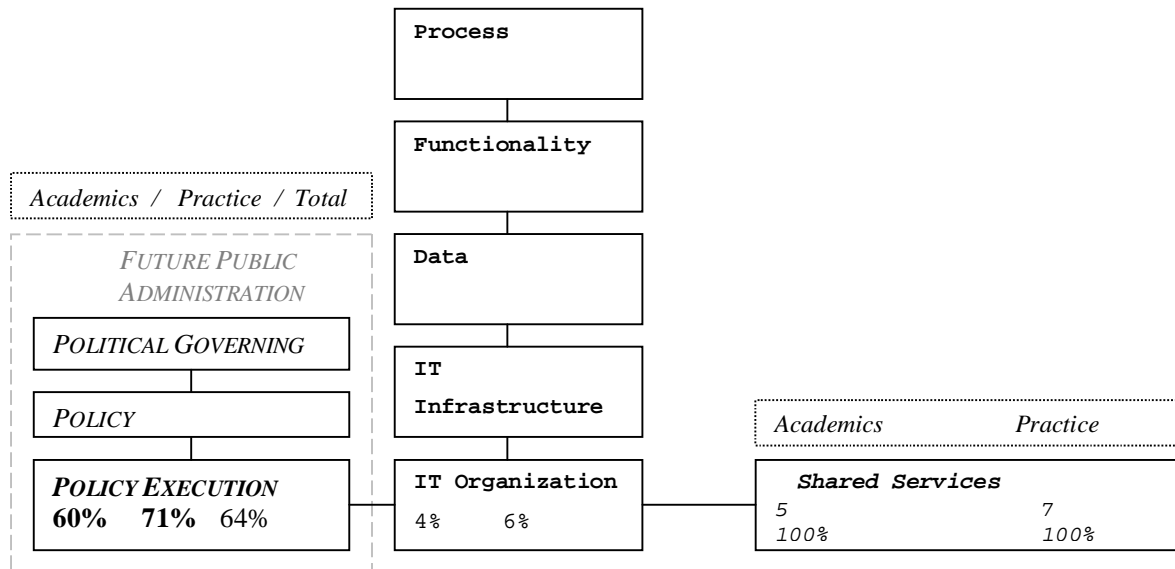 Process
Functionality
Academics / Practice / Total
Data
FUTURE PUBLIC
ADMINISTRATION
POLITICAL GOVERNING
IT
Infrastructure
POLICY
Academics Practice
POLICY EXECUTION
60% 71% 64%
IT Organization
4% 6%
Shared Services
5 7
100% 100%